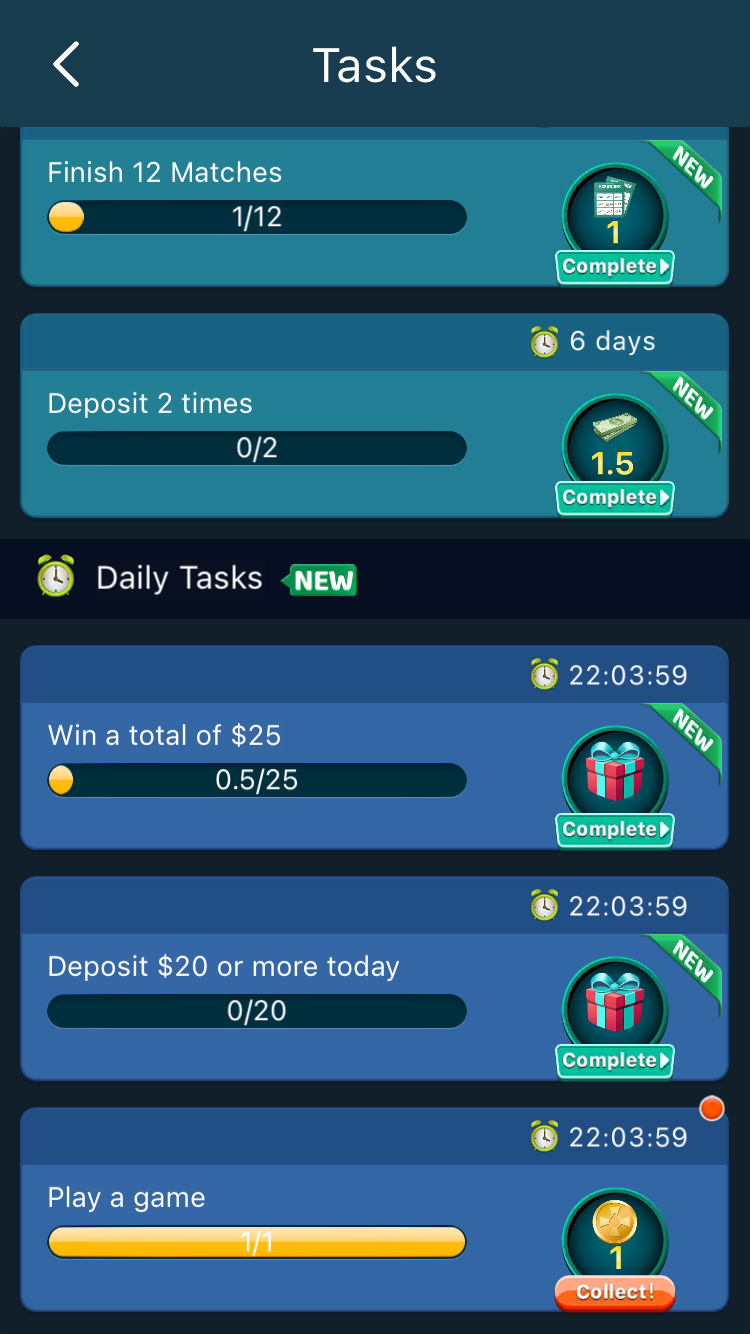 Tasks
Finish 12 Matches
NEW
1/12
1
Complete
6 days
Deposit 2 times
NEW
0/2
1.5
Complete
Daily Tasks NEW
22:03:59
Win a total of $25
NEW
0.5/25
Complete
22:03:59
Deposit $20 or more today
NEW
0/20
Complete
22:03:59
Play a game
1/1
1
Collect!